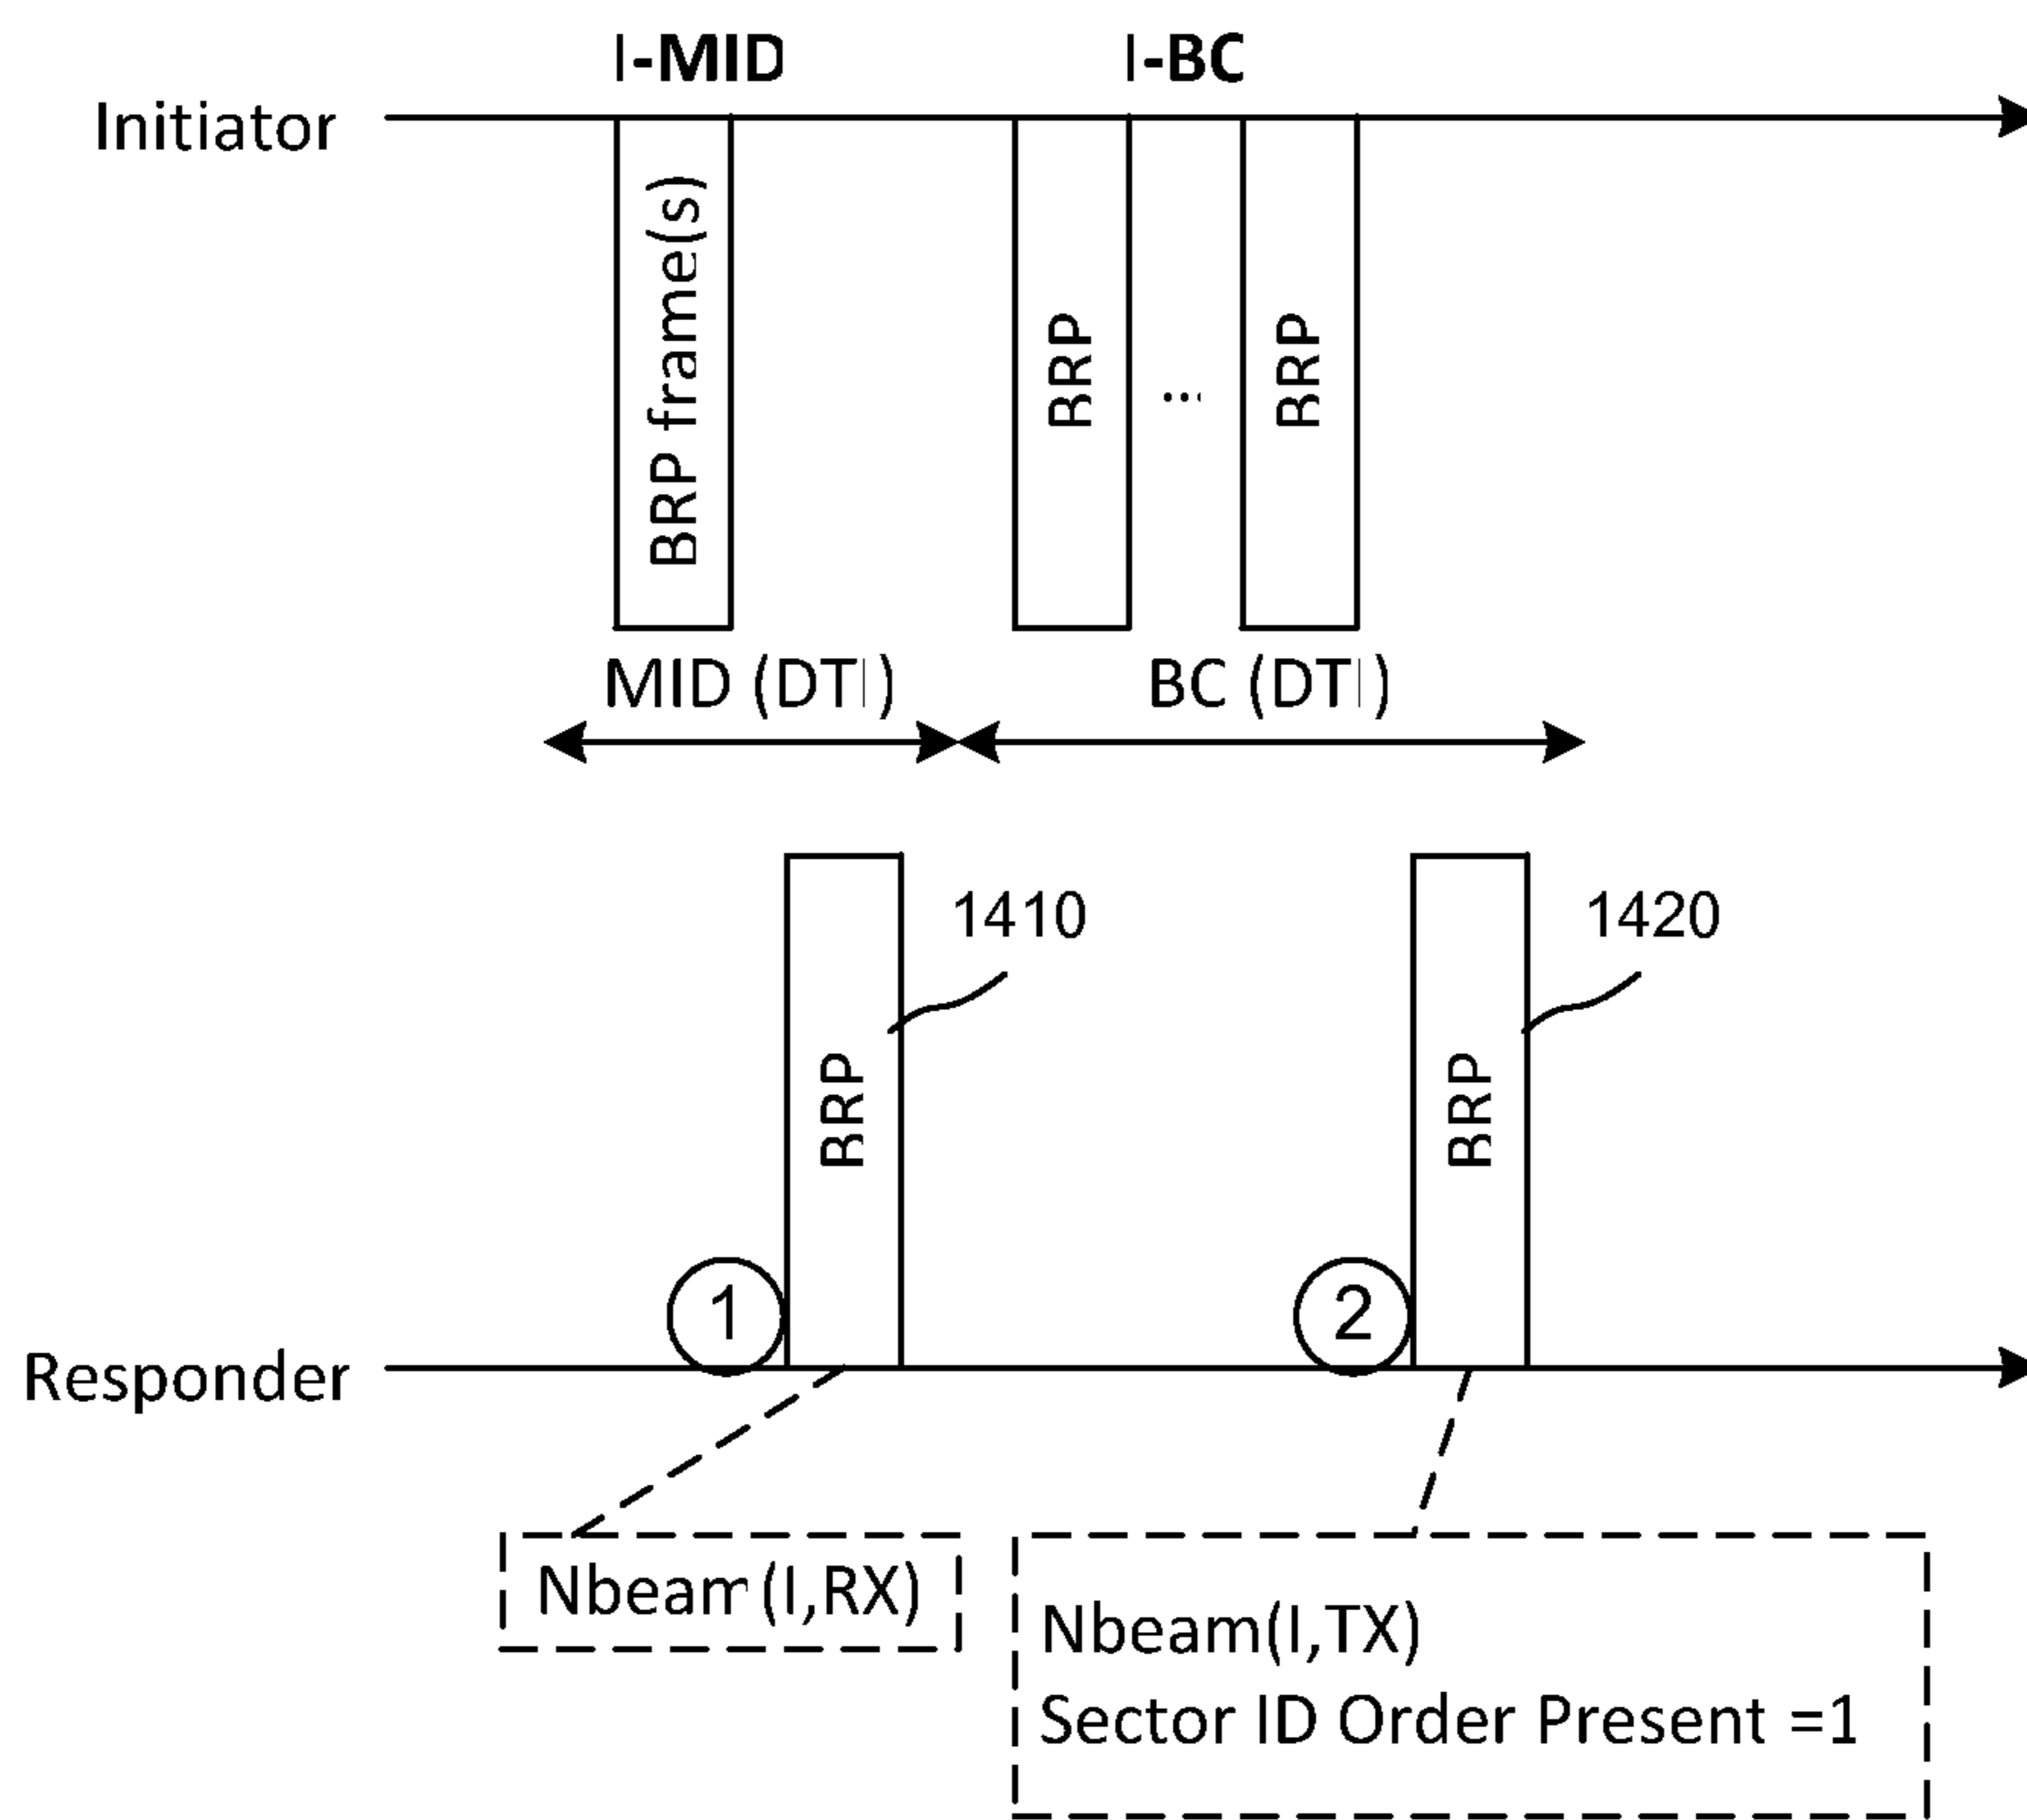 I-MID
I-BC
Initiator
BRP frame(s)
BRP
...
BRP
MID (DTI)
BC (DTI)
1410
1420
BRP
BRP
1
2
Responder
Nbeam(I,RX)
Nbeam(I,TX)
Sector ID Order Present =1